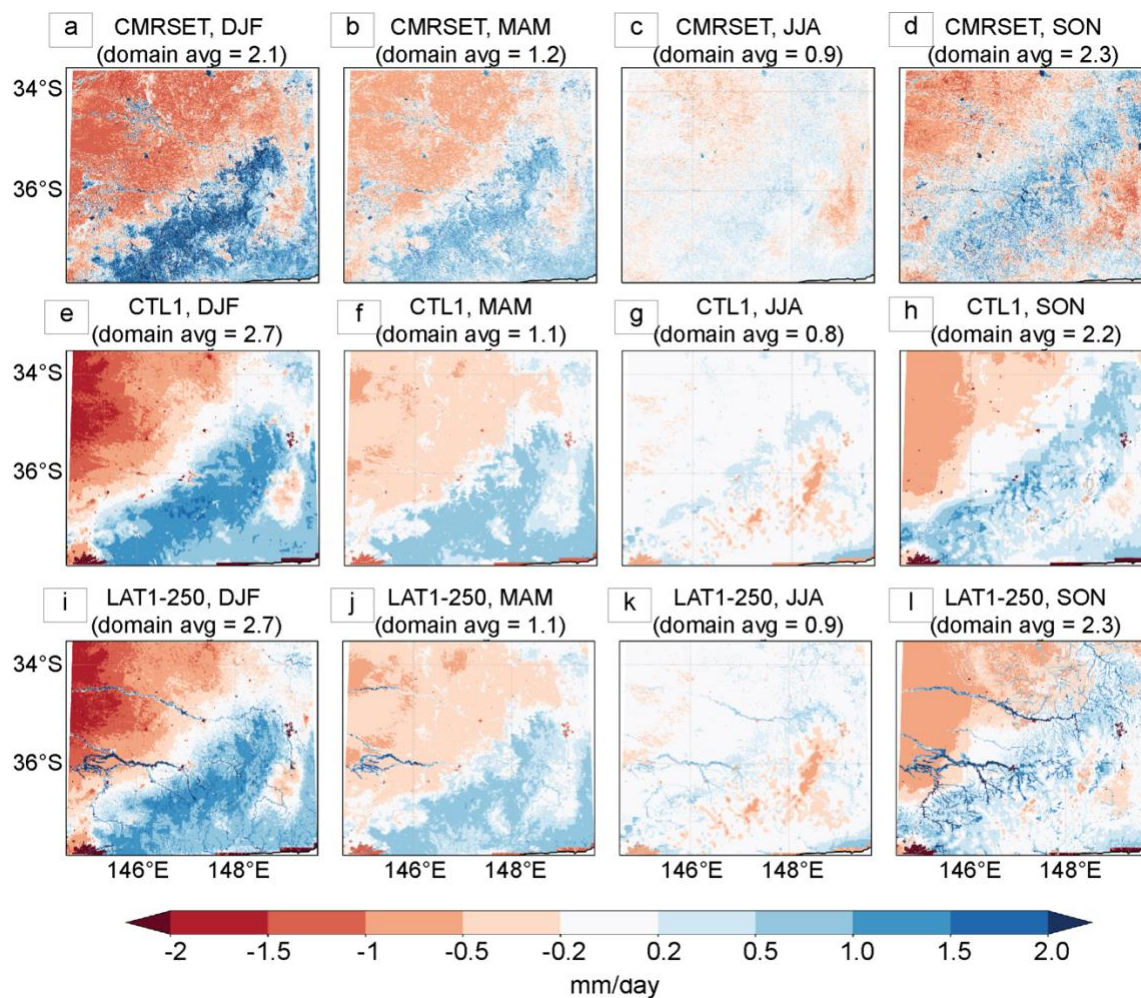 a CMRSET, DJF
(domain avg = 2.1)
b CMRSET, MAM
(domain avg = 1.2)
c CMRSET, JJA
(domain avg = 0.9)
d CMRSET, SON
(domain avg = 2.3)
34°S
36°S
e CTL1, DJF
(domain avg = 2.7)
f CTL1, MAM
(domain avg = 1.1)
g CTL1, JJA
(domain avg = 0.8)
h CTL1, SON
(domain avg = 2.2)
34°S
36°S
i LAT1-250, DJF
(domain avg = 2.7)
j LAT1-250, MAM
(domain avg = 1.1)
k LAT1-250, JJA
(domain avg = 0.9)
l LAT1-250, SON
(domain avg = 2.3)
34°S
36°S
146°E 148°E 146°E 148°E 146°E 148°E 146°E 148°E
-2 -1.5 -1 -0.5 -0.2 0.2 0.5 1.0 1.5 2.0
mm/day